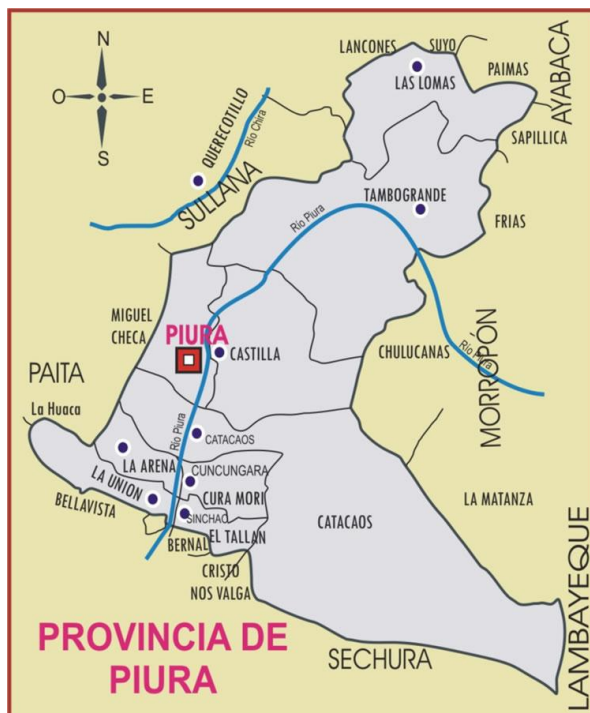 N
O
E
S
LANCONES
SUYO
PAIMAS
AYABACA
LAS LOMAS
SAPILLICA
QUERECOTILLO
Río Chira
SULLANA
TAMBOGRANDE
FRIAS
Río Piura
MIGUEL
CHECA
PIURA
CASTILLA
CHULUCANAS
Río Piura
MORROPÓN
PAITA
La Huaca
Río Piura
CATACAOS
LA ARENA
CUNCUNGARA
LA UNION
CURA MORI
BELLAVISTA
SINCHAO
CATACAOS
LA MATANZA
BERNAL
EL TALLAN
CRISTO
NOS VALGA
PROVINCIA DE
PIURA
SECHURA
LAMBAYEQUE